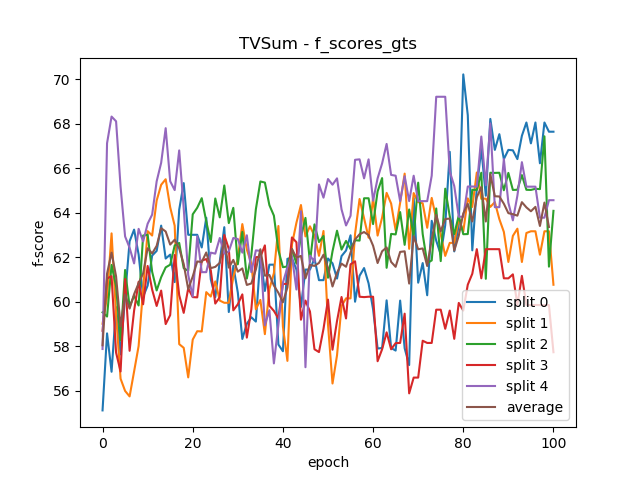 TVSum - f_scores_gts
f-score
70
68
66
64
62
60
58
56
0
20
40
60
80
100
epoch
split 0
split 1
split 2
split 3
split 4
average